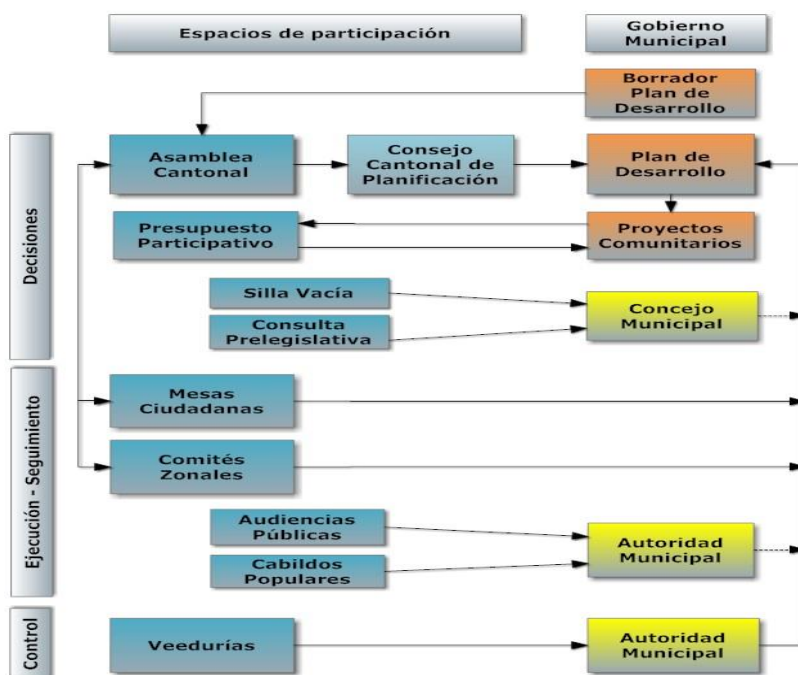 Espacios de participación
Gobierno
Municipal
Borrador
Plan de
Desarrollo
Decisiones
Asamblea
Cantonal
Consejo
Cantonal de
Planificación
Plan de
Desarrollo
Presupuesto
Participativo
Proyectos
Comunitarios
Silla Vacía
Consulta
Prelegislativa
Concejo
Municipal
Ejecución - Seguimiento
Mesas
Ciudadanas
Comités
Zonales
Audiencias
Públicas
Cabildos
Populares
Autoridad
Municipal
Control
Veedurías
Autoridad
Municipal